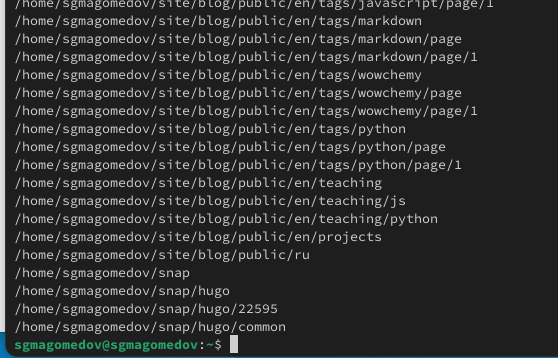 /home/sgmagomedov/site/blog/public/en/tags/javascript/page/1
/home/sgmagomedov/site/blog/public/en/tags/markdown
/home/sgmagomedov/site/blog/public/en/tags/markdown/page
/home/sgmagomedov/site/blog/public/en/tags/markdown/page/1
/home/sgmagomedov/site/blog/public/en/tags/wowchemy
/home/sgmagomedov/site/blog/public/en/tags/wowchemy/page
/home/sgmagomedov/site/blog/public/en/tags/wowchemy/page/1
/home/sgmagomedov/site/blog/public/en/tags/python
/home/sgmagomedov/site/blog/public/en/tags/python/page
/home/sgmagomedov/site/blog/public/en/tags/python/page/1
/home/sgmagomedov/site/blog/public/en/teaching
/home/sgmagomedov/site/blog/public/en/teaching/js
/home/sgmagomedov/site/blog/public/en/teaching/python
/home/sgmagomedov/site/blog/public/en/projects
/home/sgmagomedov/site/blog/public/ru
/home/sgmagomedov/snap
/home/sgmagomedov/snap/hugo
/home/sgmagomedov/snap/hugo/22595
/home/sgmagomedov/snap/hugo/common
sgmagomedov@sgmagomedov:~$